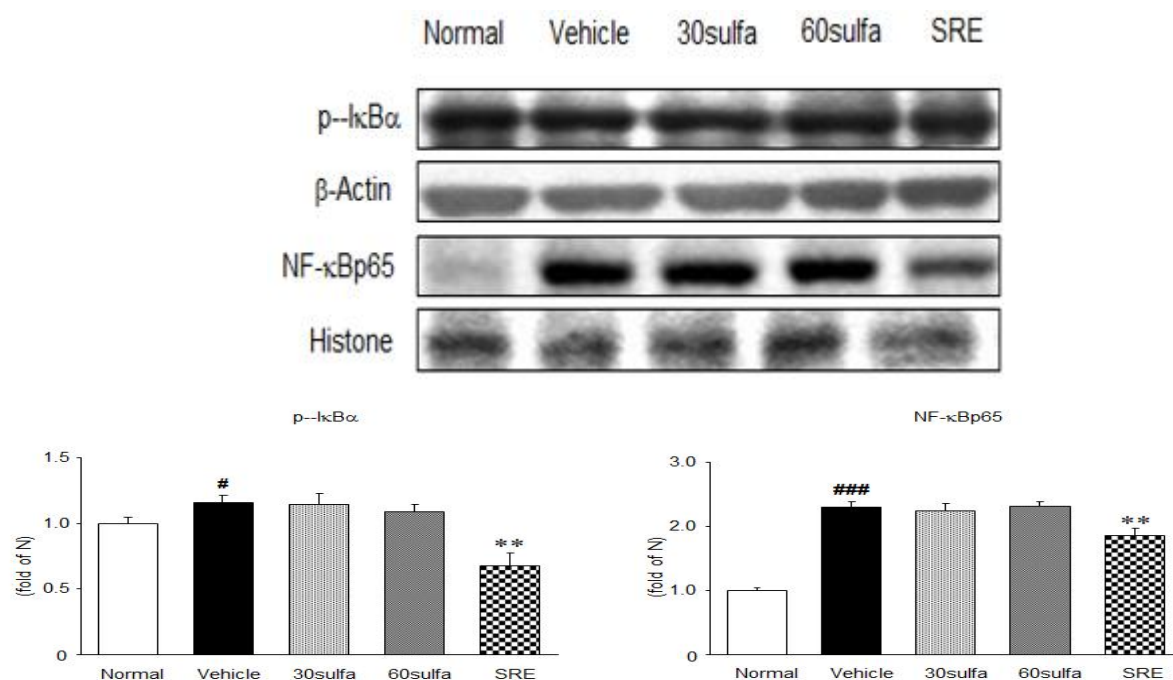 Normal Vehicle 30sulfa 60sulfa SRE
p--IκBα
β-Actin
NF-κBp65
Histone
p--IκBα
1.5
1.0
0.5
0
(fold of N)
#
**
Normal Vehicle 30sulfa 60sulfa SRE
NF-κBp65
3.0
2.0
1.0
0
(fold of N)
###
**
Normal Vehicle 30sulfa 60sulfa SRE